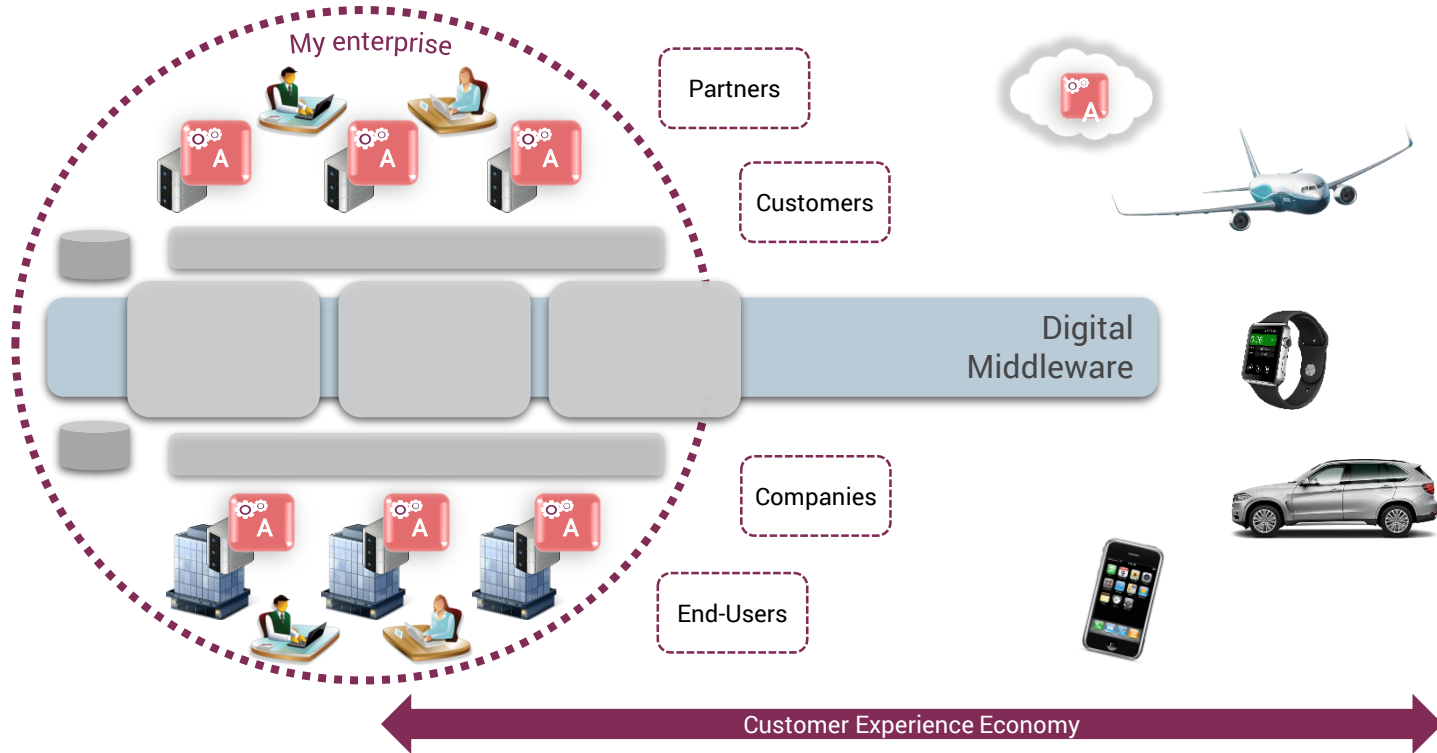 My enterprise
Partners
A
A
A
A
Customers
Digital
Middleware
Companies
A
A
A
End-Users
Customer Experience Economy